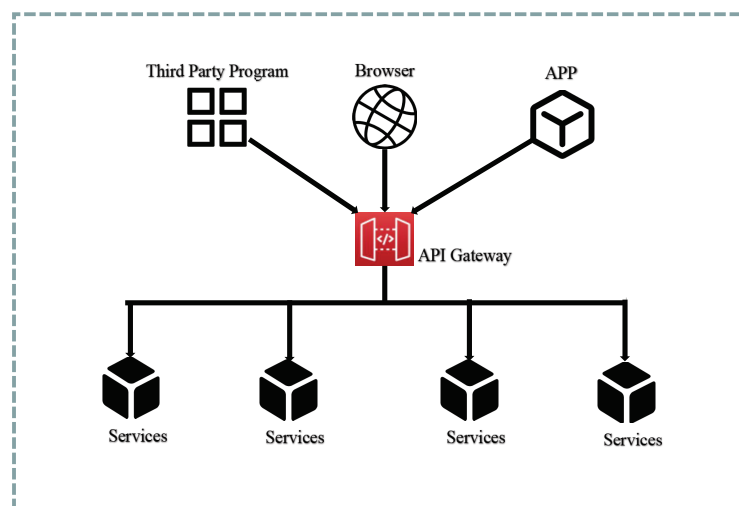 Third Party Program
Browser
APP
</>
API Gateway
Services
Services
Services
Services